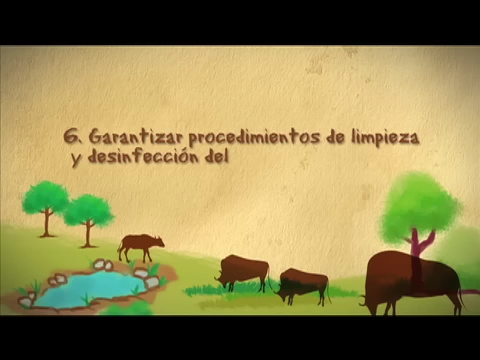 6. Garantizar procedimientos de limpieza
y desinfección del